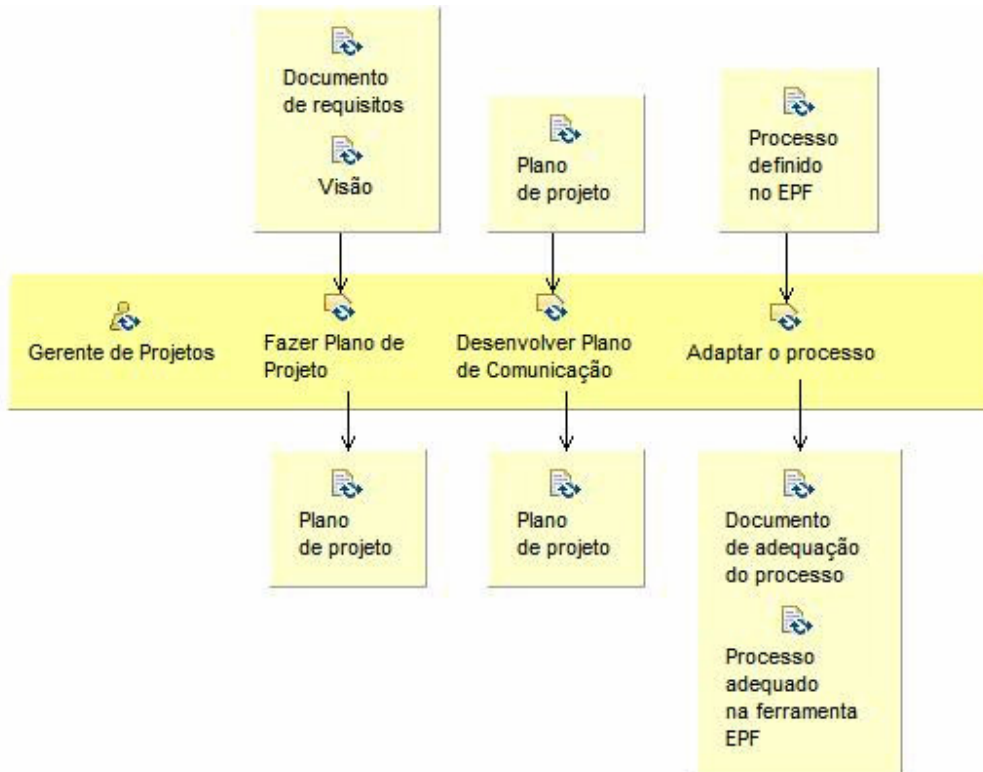 Documento
de requisitos
Visão
Plano
de projeto
Processo
definido
no EPF
Gerente de Projetos
Fazer Plano de
Projeto
Desenvolver Plano
de Comunicação
Adaptar o processo
Plano
de projeto
Plano
de projeto
Documento
de adequação
do processo
Processo
adequado
na ferramenta
EPF